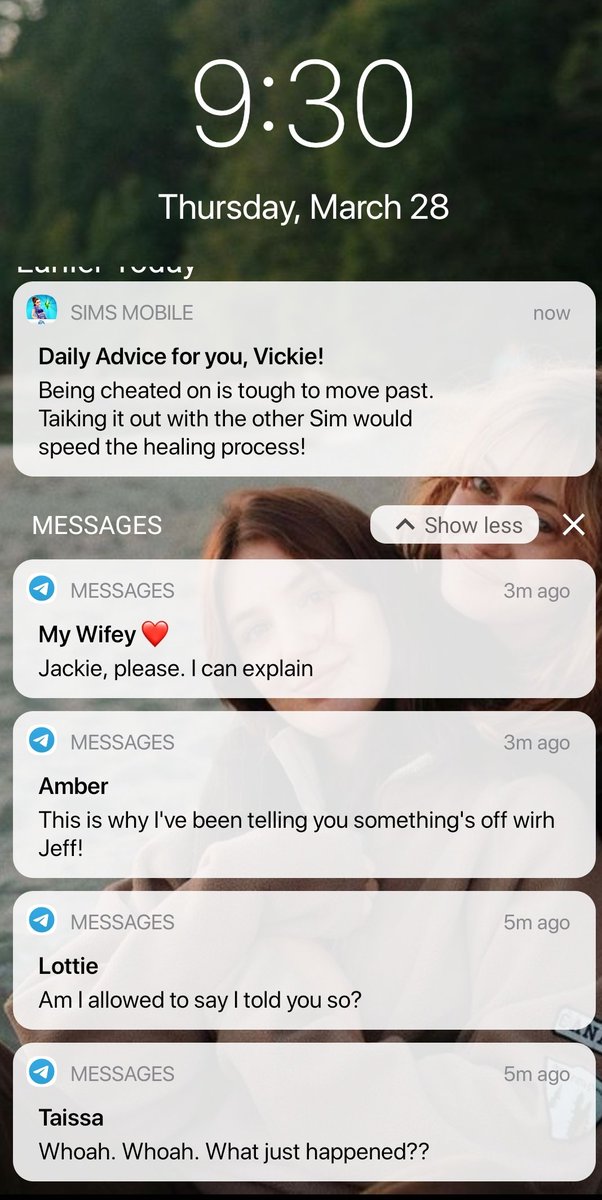 9:30
Thursday, March 28
Earlier Today
SIMS MOBILE
now
Daily Advice for you, Vickie!
Being cheated on is tough to move past.
Taiking it out with the other Sim would
speed the healing process!
MESSAGES
Show less
MESSAGES
3m ago
My Wifey ❤️
Jackie, please. I can explain
MESSAGES
3m ago
Amber
This is why I've been telling you something's off wirh
Jeff!
MESSAGES
5m ago
Lottie
Am I allowed to say I told you so?
MESSAGES
5m ago
Taissa
Whoah. Whoah. What just happened??